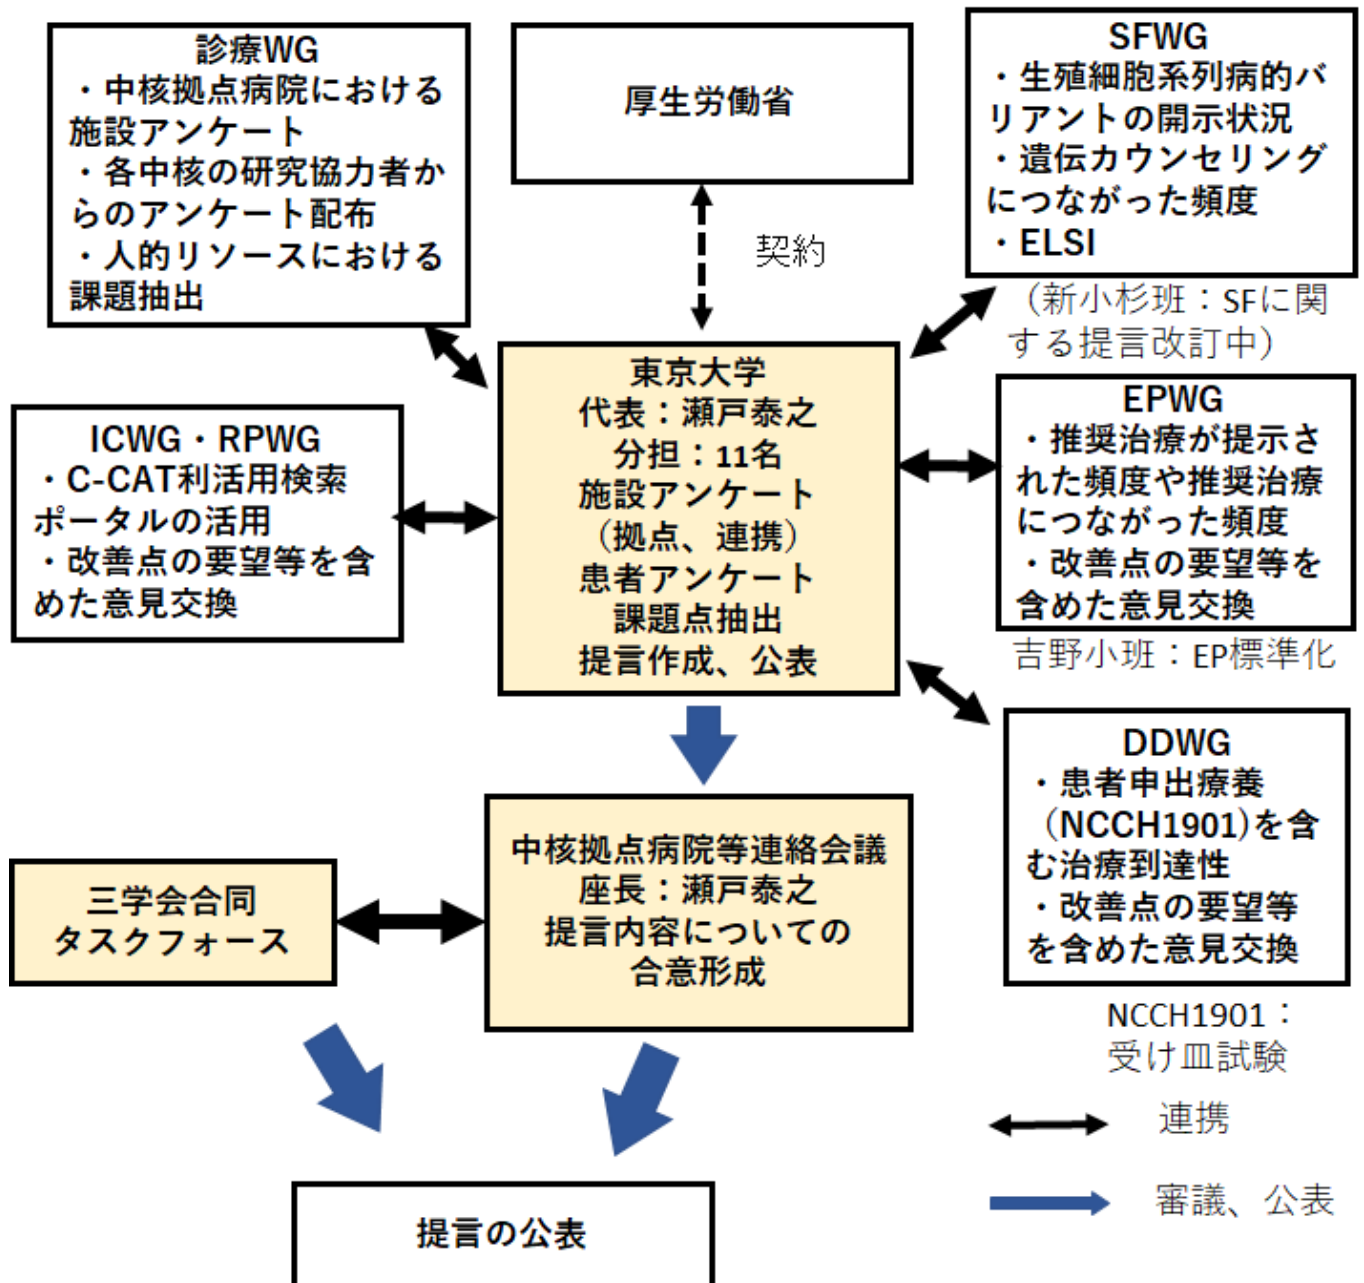 診療WG
・中核拠点病院における
施設アンケート
・各中核の研究協力者か
らのアンケート配布
・人的リソースにおける
課題抽出
厚生労働省
契約
SFWG
・生殖細胞系列病的バ
リアントの開示状況
・遺伝カウンセリング
につながった頻度
・ELSI
（新小杉班：SFに関
する提言改訂中）
ICWG・RPWG
・C-CAT利活用検索
ポータルの活用
・改善点の要望等を含
めた意見交換
東京大学
代表：瀬戸泰之
分担：11名
施設アンケート
（拠点、連携）
患者アンケート
課題点抽出
提言作成、公表
EPWG
・推奨治療が提示さ
れた頻度や推奨治療
につながった頻度
・改善点の要望等を
含めた意見交換
吉野小班：EP標準化
DDWG
・患者申出療養
（NCCH1901)を含
む治療到達性
・改善点の要望等
を含めた意見交換
NCCH1901：
受け皿試験
三学会合同
タスクフォース
中核拠点病院等連絡会議
座長：瀬戸泰之
提言内容についての
合意形成
連携
審議、公表
提言の公表